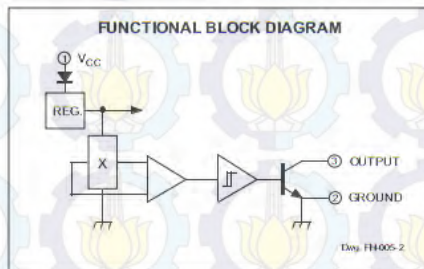 FUNCTIONAL BLOCK DIAGRAM
1 VCC
REG.
X
3 OUTPUT
2 GROUND
Dwg. FH-005-2